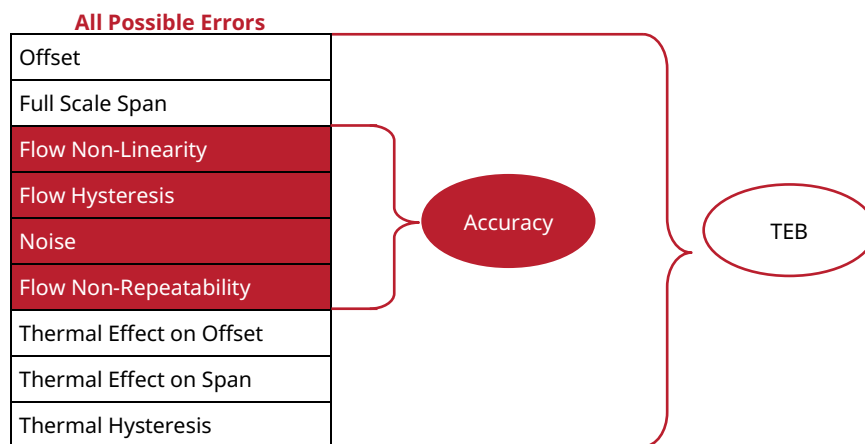 All Possible Errors
Offset
Full Scale Span
Flow Non-Linearity
Flow Hysteresis
Noise
Flow Non-Repeatability
Thermal Effect on Offset
Thermal Effect on Span
Thermal Hysteresis
Accuracy
TEB